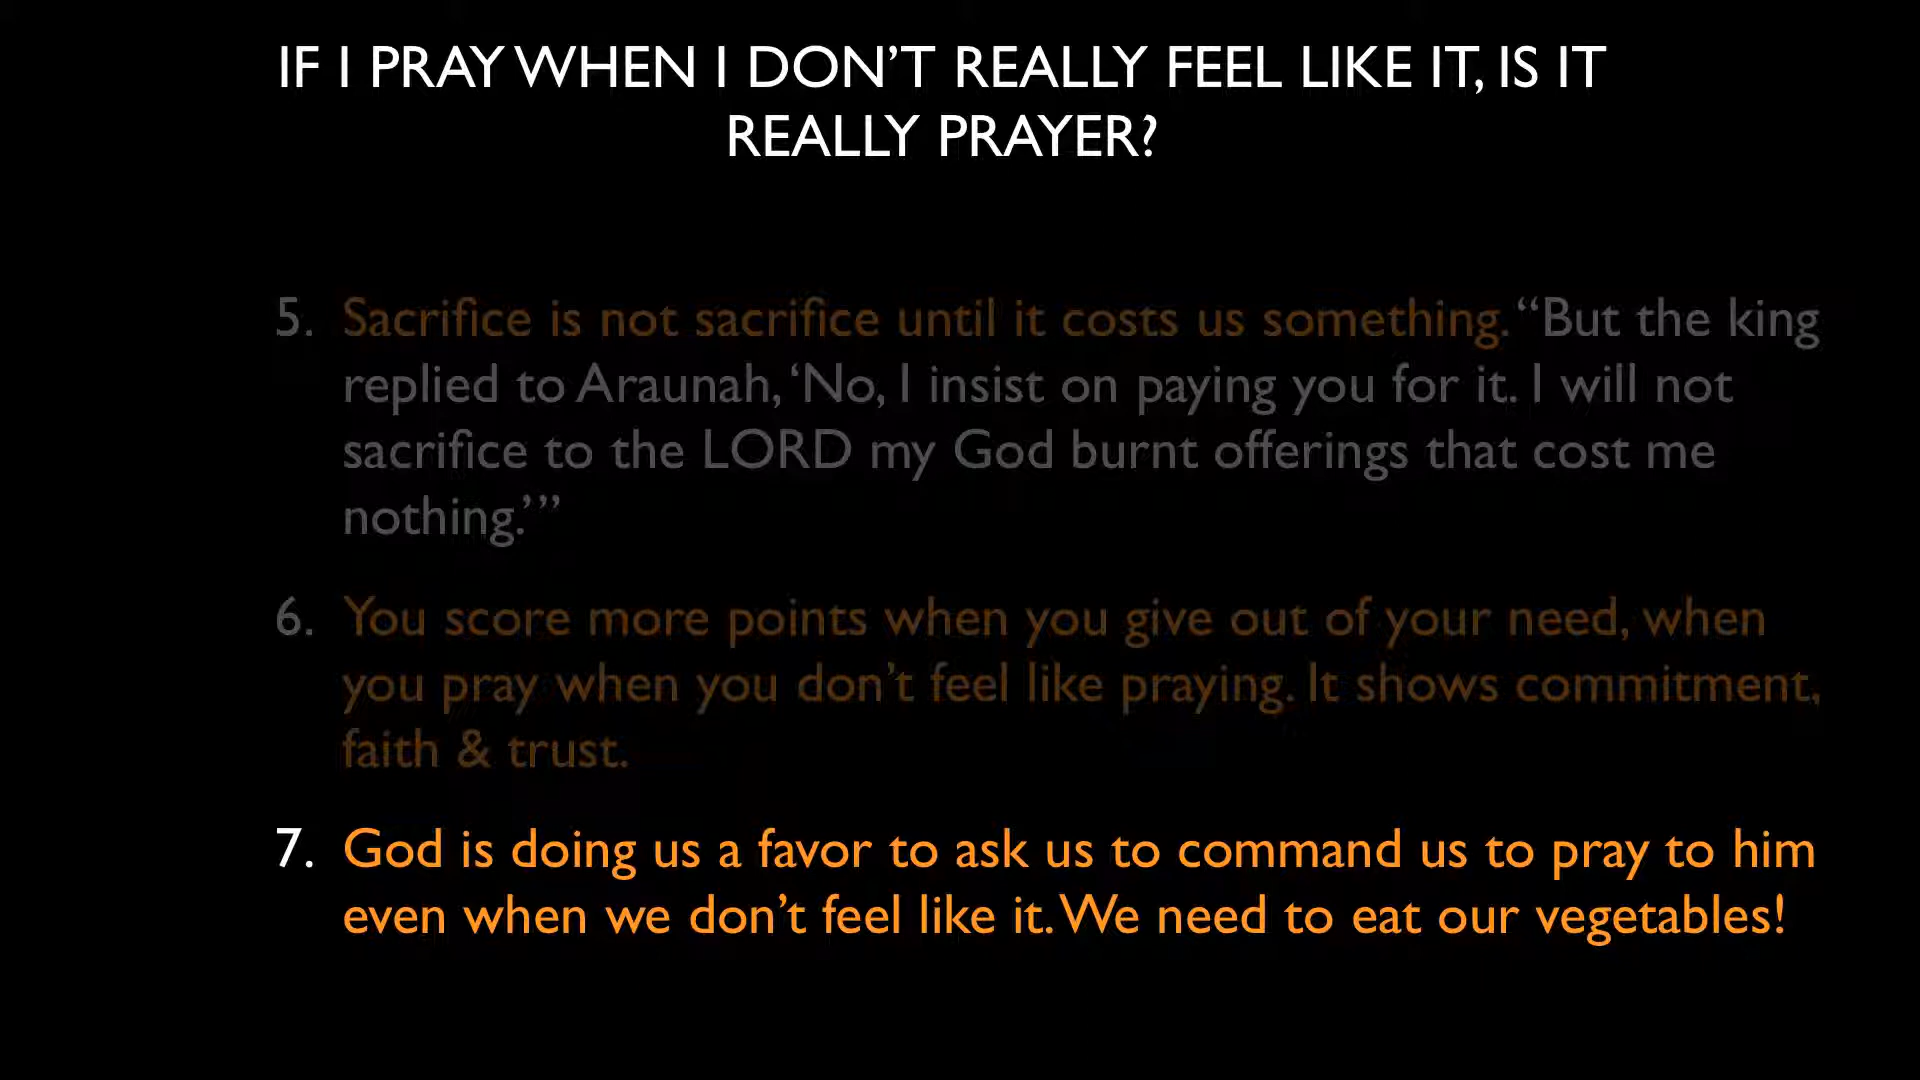 IF I PRAY WHEN I DON’T REALLY FEEL LIKE IT, IS IT
REALLY PRAYER?
5. Sacrifice is not sacrifice until it costs us something. “But the king
replied to Araunah, ‘No, I insist on paying you for it. I will not
sacrifice to the LORD my God burnt offerings that cost me
nothing.’”
6. You score more points when you give out of your need, when
you pray when you don’t feel like praying. It shows commitment,
faith & trust.
7. God is doing us a favor to ask us to command us to pray to him
even when we don’t feel like it. We need to eat our vegetables!